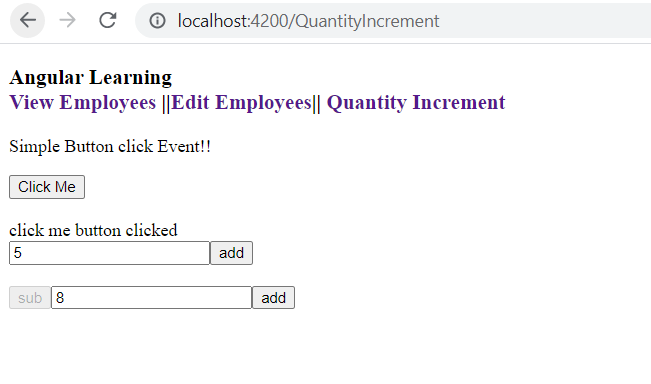 localhost:4200/QuantityIncrement
Angular Learning
View Employees ||Edit Employees|| Quantity Increment
Simple Button click Event!!
Click Me
click me button clicked
5 add
sub 8 add